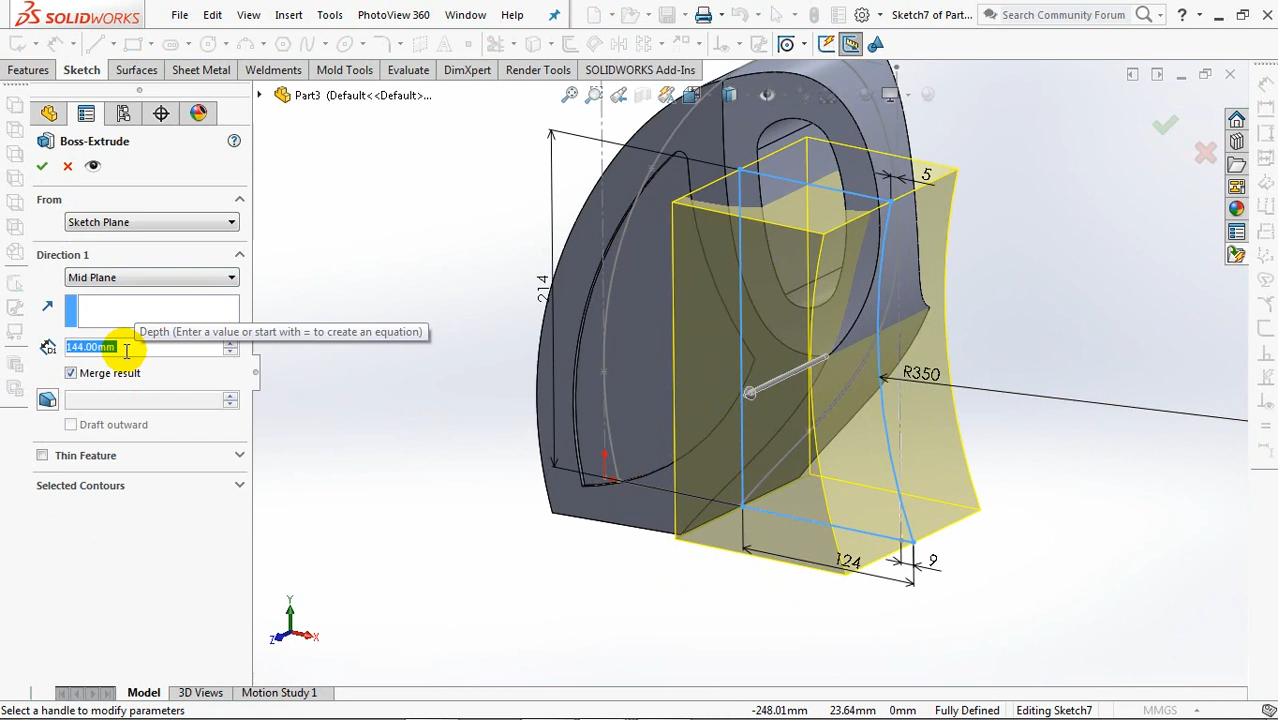 SOLIDWORKS File Edit View Insert Tools PhotoView 360 Window Help Sketch7 of Part... Search Community Forum ?
Features Sketch Surfaces Sheet Metal Weldments Mold Tools Evaluate DimXpert Render Tools SOLIDWORKS Add-Ins
Part3 (Default<<Default>...
Boss-Extrude ?
From
Sketch Plane
Direction 1
Mid Plane
Depth (Enter a value or start with = to create an equation)
144.00mm
D1
Merge result
Draft outward
Thin Feature
Selected Contours
5
214
R350
124
9
Y
Z
X
Model 3D Views Motion Study 1
Select a handle to modify parameters -248.01mm 23.64mm 0mm Fully Defined Editing Sketch7 MMGS